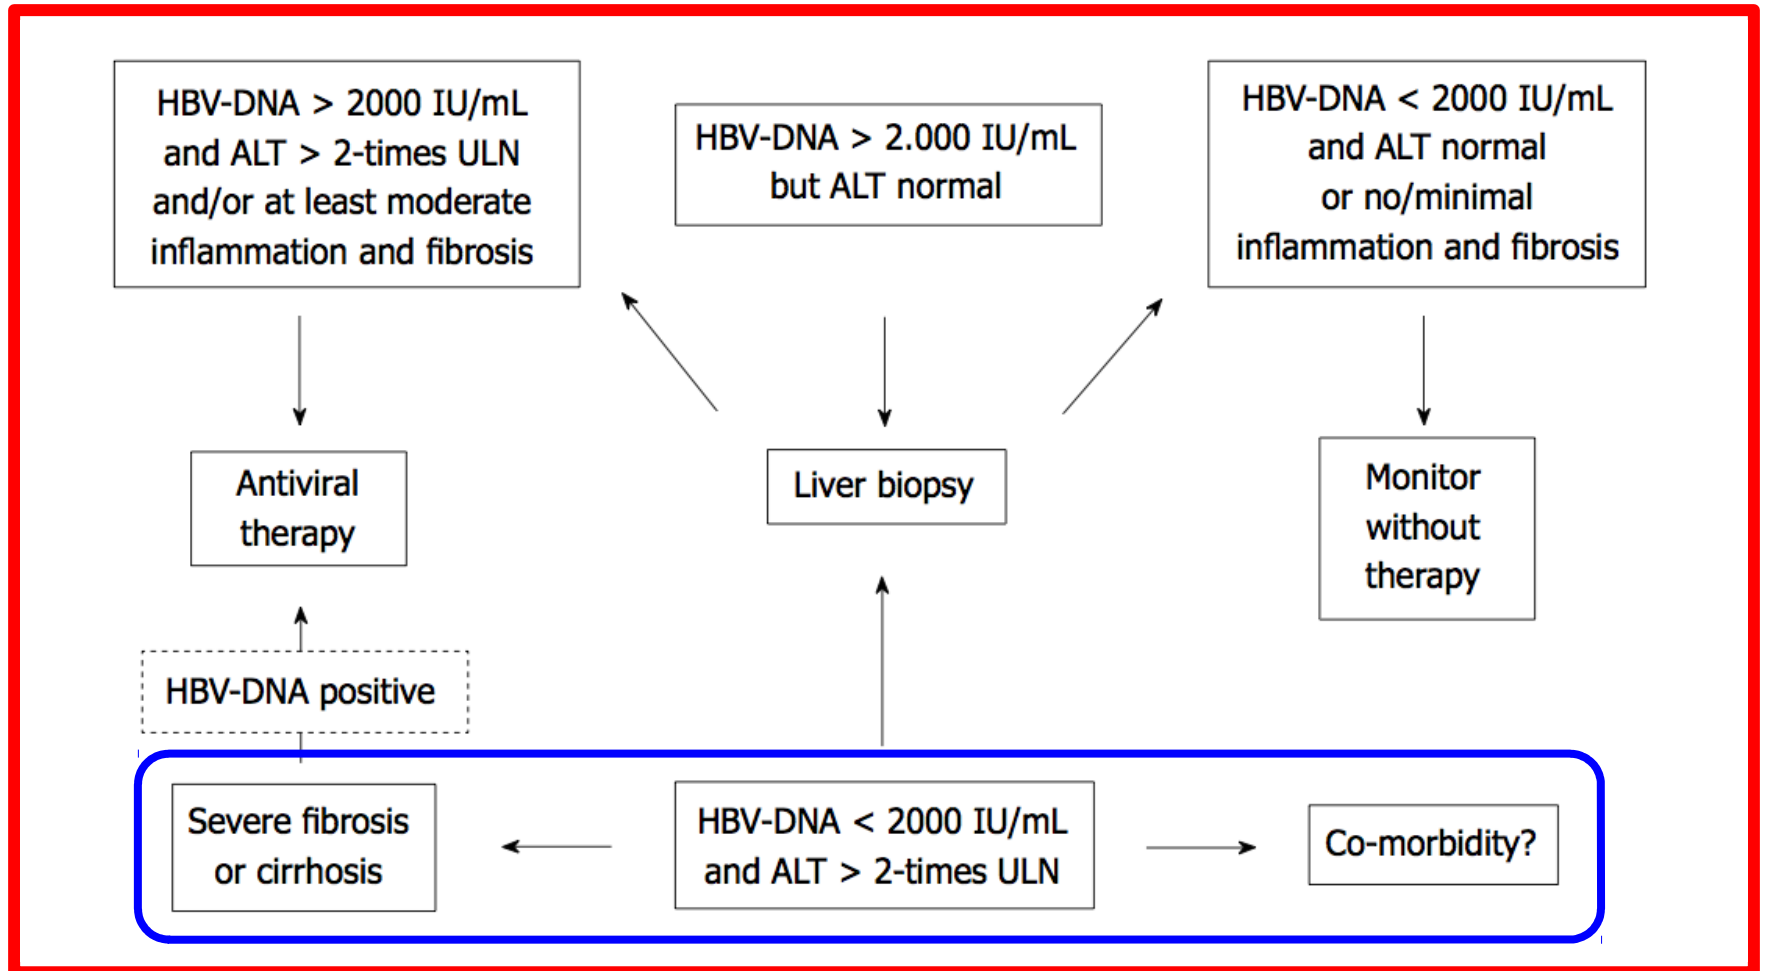 HBV-DNA > 2000 IU/mL
and ALT > 2-times ULN
and/or at least moderate
inflammation and fibrosis
HBV-DNA > 2.000 IU/mL
but ALT normal
HBV-DNA < 2000 IU/mL
and ALT normal
or no/minimal
inflammation and fibrosis
Antiviral
therapy
Liver biopsy
Monitor
without
therapy
HBV-DNA positive
Severe fibrosis
or cirrhosis
HBV-DNA < 2000 IU/mL
and ALT > 2-times ULN
Co-morbidity?